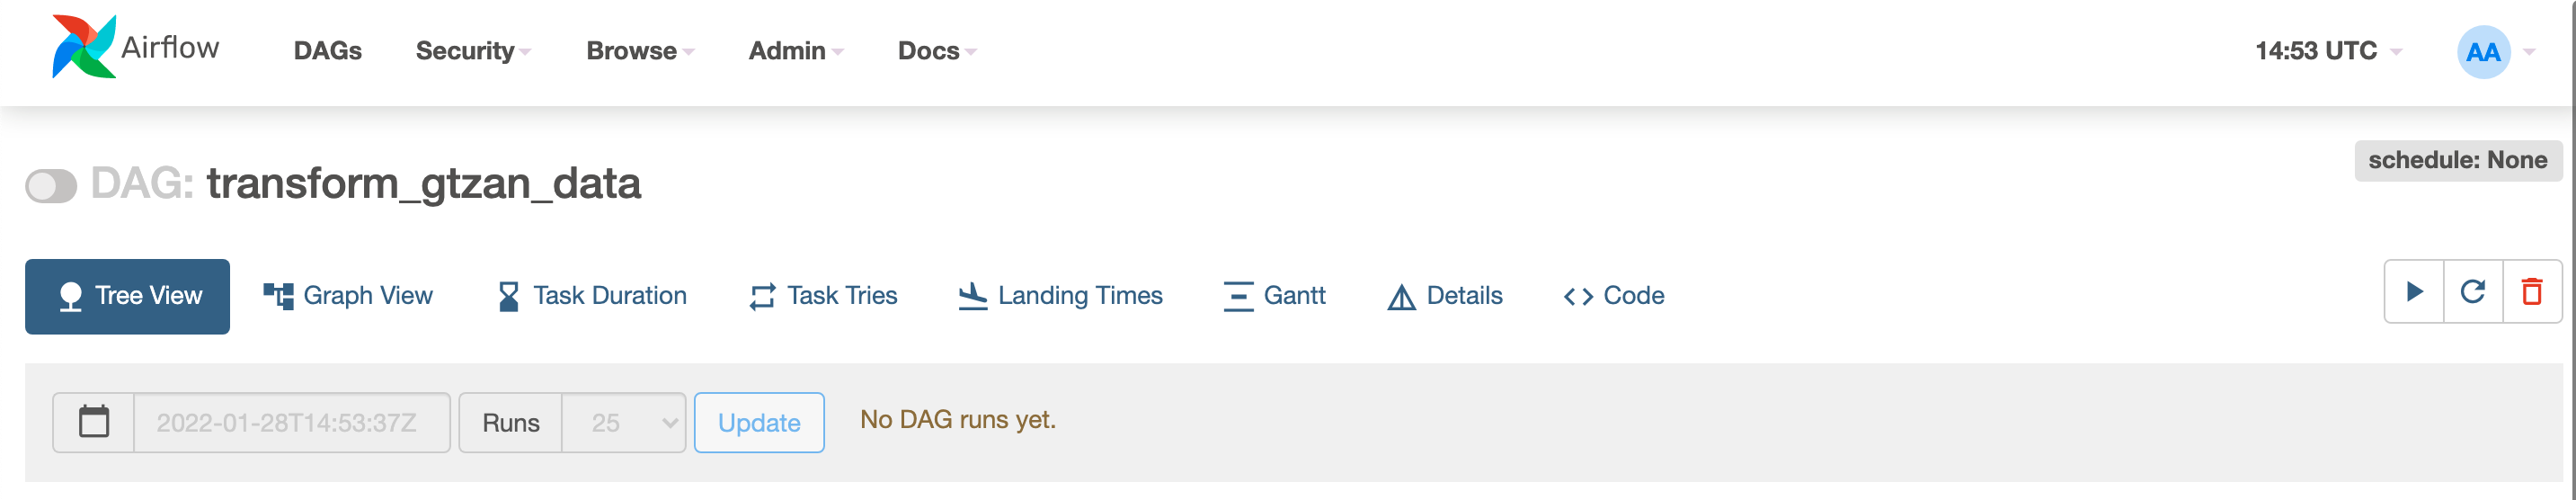 Airflow DAGs Security Browse Admin Docs 14:53 UTC AA
schedule: None
DAG: transform_gtzan_data
Tree View Graph View Task Duration Task Tries Landing Times Gantt Details Code
2022-01-28T14:53:37Z Runs 25 Update No DAG runs yet.